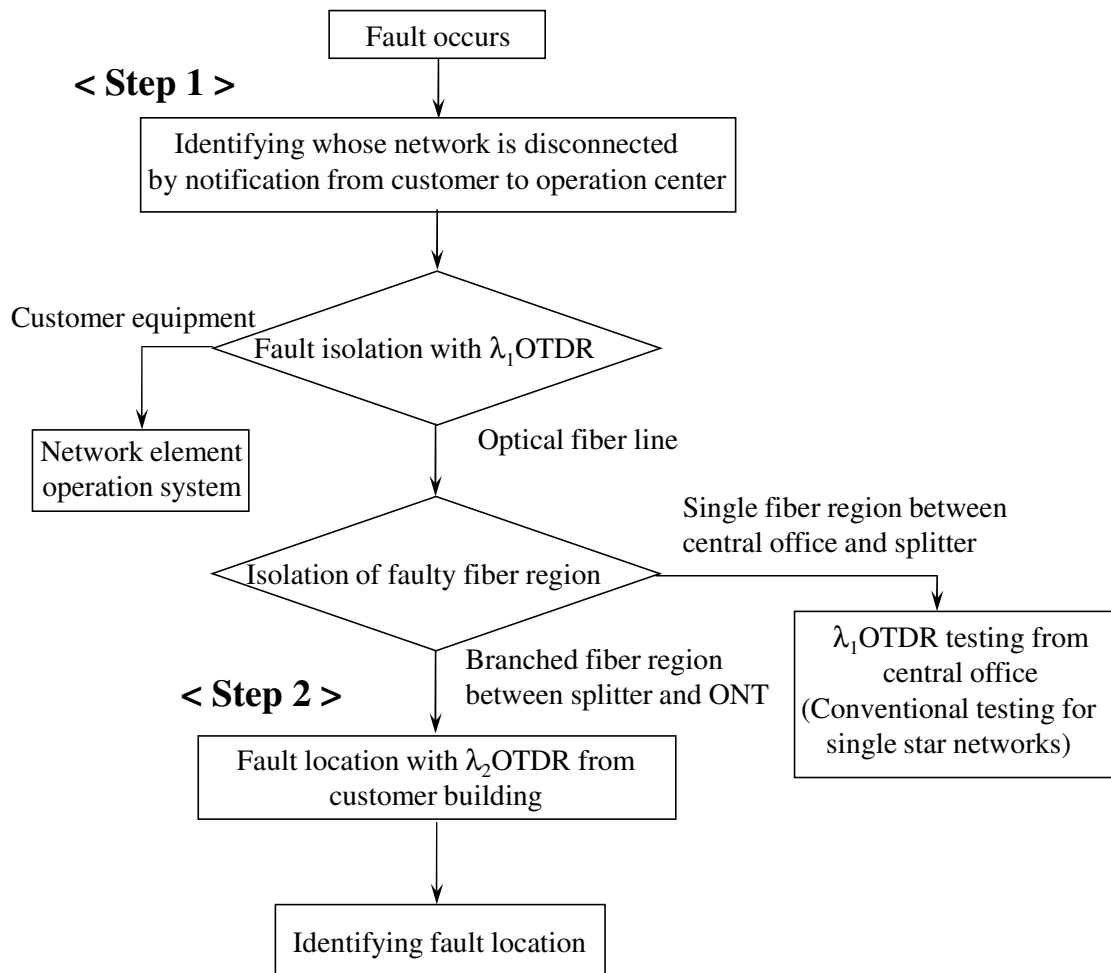 Fault occurs
< Step 1 >
Identifying whose network is disconnected
by notification from customer to operation center
Customer equipment
Fault isolation with λ₁OTDR
Network element
operation system
Optical fiber line
Single fiber region between
central office and splitter
Isolation of faulty fiber region
λ₁OTDR testing from
central office
(Conventional testing for
single star networks)
Branched fiber region
between splitter and ONT
< Step 2 >
Fault location with λ₂OTDR from
customer building
Identifying fault location